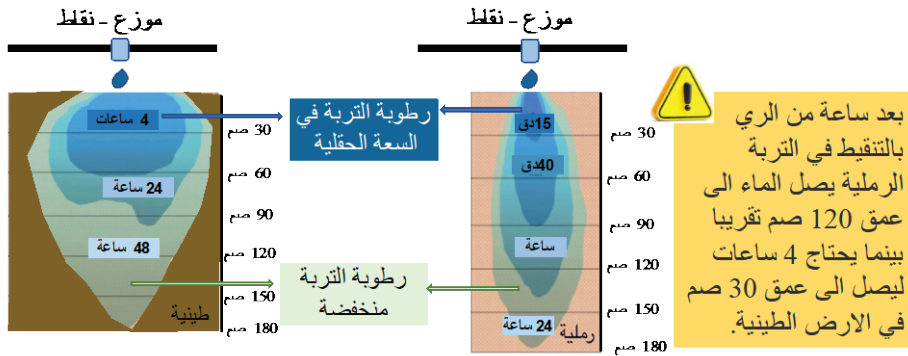 موزع - نقاط
موزع - نقاط
4 ساعات
24 ساعة
48 ساعة
طينية
30 صم
60 صم
90 صم
120 صم
150 صم
180 صم
رطوبة التربة في
السعة الحقلية
رطوبة التربة
منخفضة
15دق
40دق
ساعة
24 ساعة
رملية
30 صم
60 صم
90 صم
120 صم
150 صم
180 صم
بعد ساعة من الري
بالتنقيط في التربة
الرملية يصل الماء الى
عمق 120 صم تقريبا
بينما يحتاج 4 ساعات
ليصل الى عمق 30 صم
في الارض الطينية.